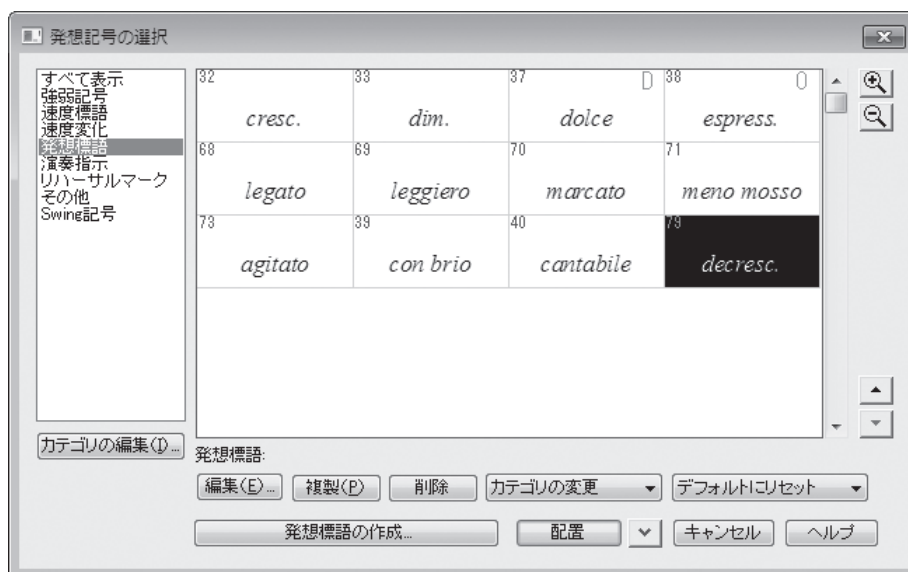 発想記号の選択
すべて表示
強弱記号
速度標語
速度変化
発想標語
演奏指示
リハーサルマーク
その他
Swing記号
カテゴリの編集(I)...
32 33 37 D 38 O
cresc. dim. dolce espress.
68 69 70 71
legato leggiero marcato meno mosso
73 39 40 79
agitato con brio cantabile decresc.
発想標語:
編集(E)... 複製(P) 削除 カテゴリの変更 デフォルトにリセット
発想標語の作成... 配置 キャンセル ヘルプ